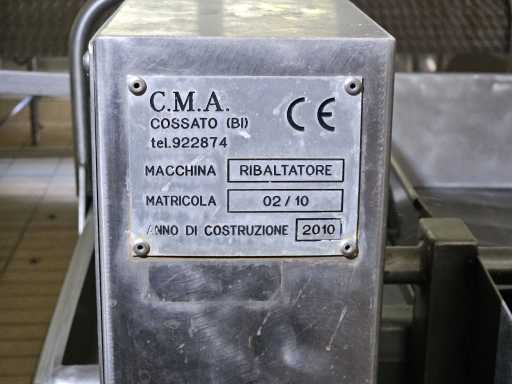 C.M.A.
CE
COSSATO (BI)
tel.922874
MACCHINA RIBALTATORE
MATRICOLA 02/10
ANNO DI COSTRUZIONE 2010